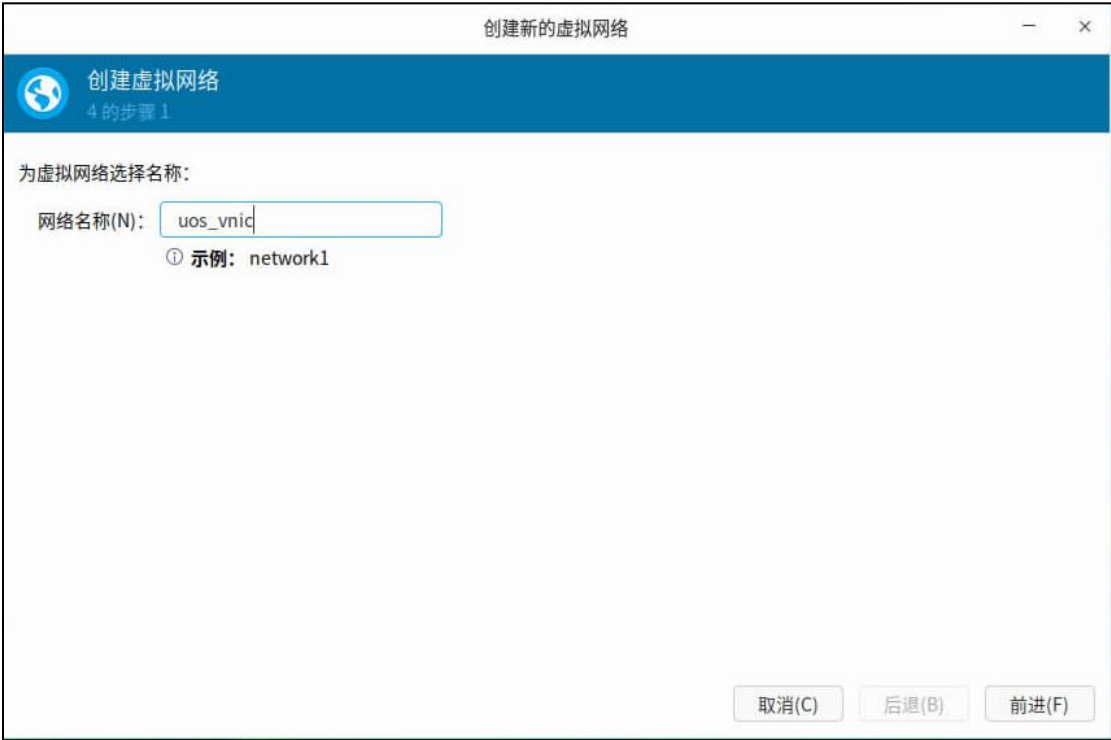 创建新的虚拟网络
创建虚拟网络
4 的步骤 1
为虚拟网络选择名称：
网络名称(N)： uos_vnic
示例： network1
取消(C) 后退(B) 前进(F)